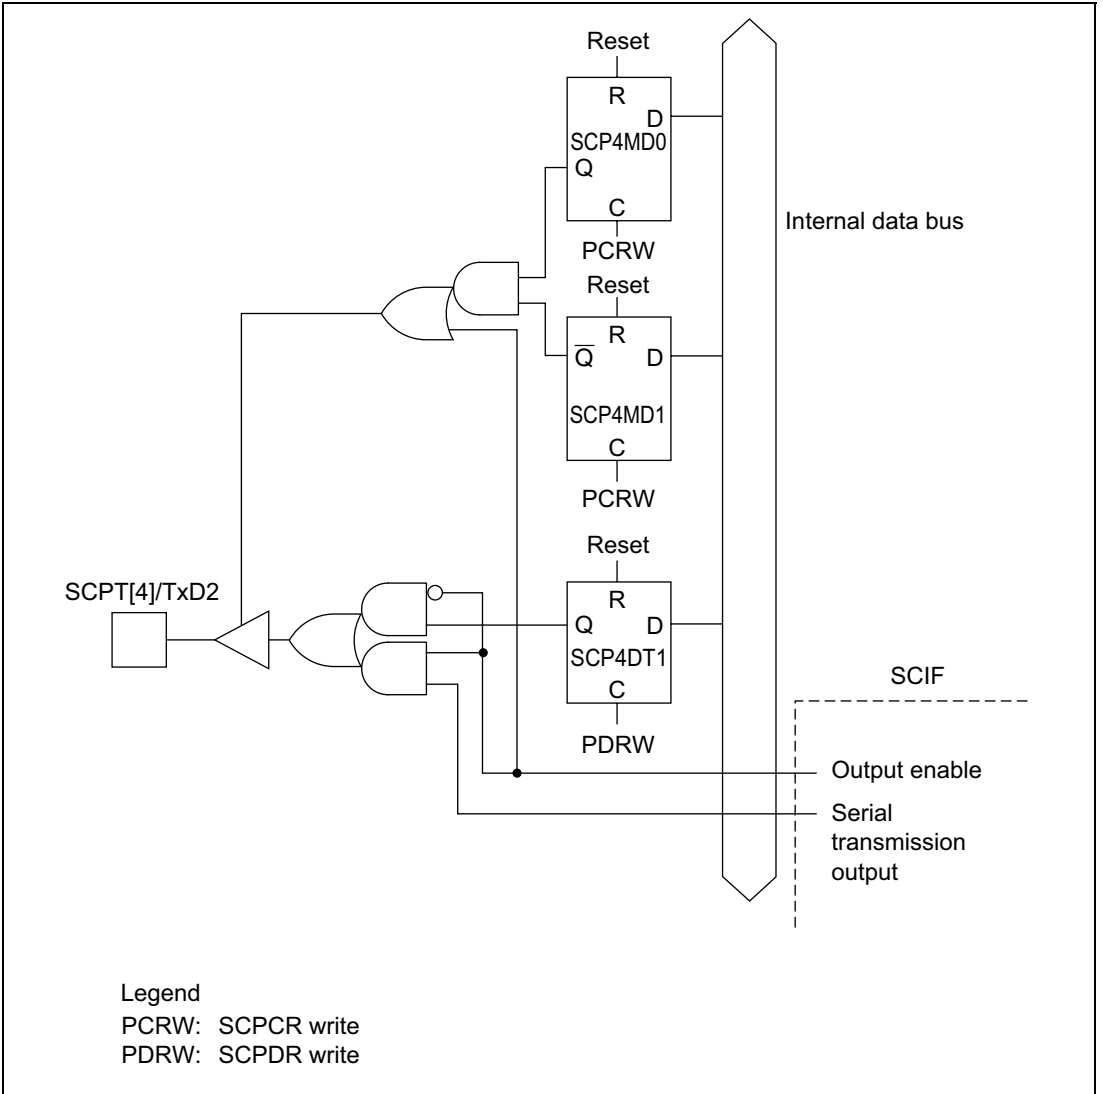 Reset
R
D
SCP4MD0
Q
C
PCRW
Internal data bus
Reset
R
Q̅
D
SCP4MD1
C
PCRW
Reset
SCPT[4]/TxD2
R
Q
D
SCP4DT1
C
PDRW
SCIF
Output enable
Serial
transmission
output
Legend
PCRW: SCPCR write
PDRW: SCPDR write